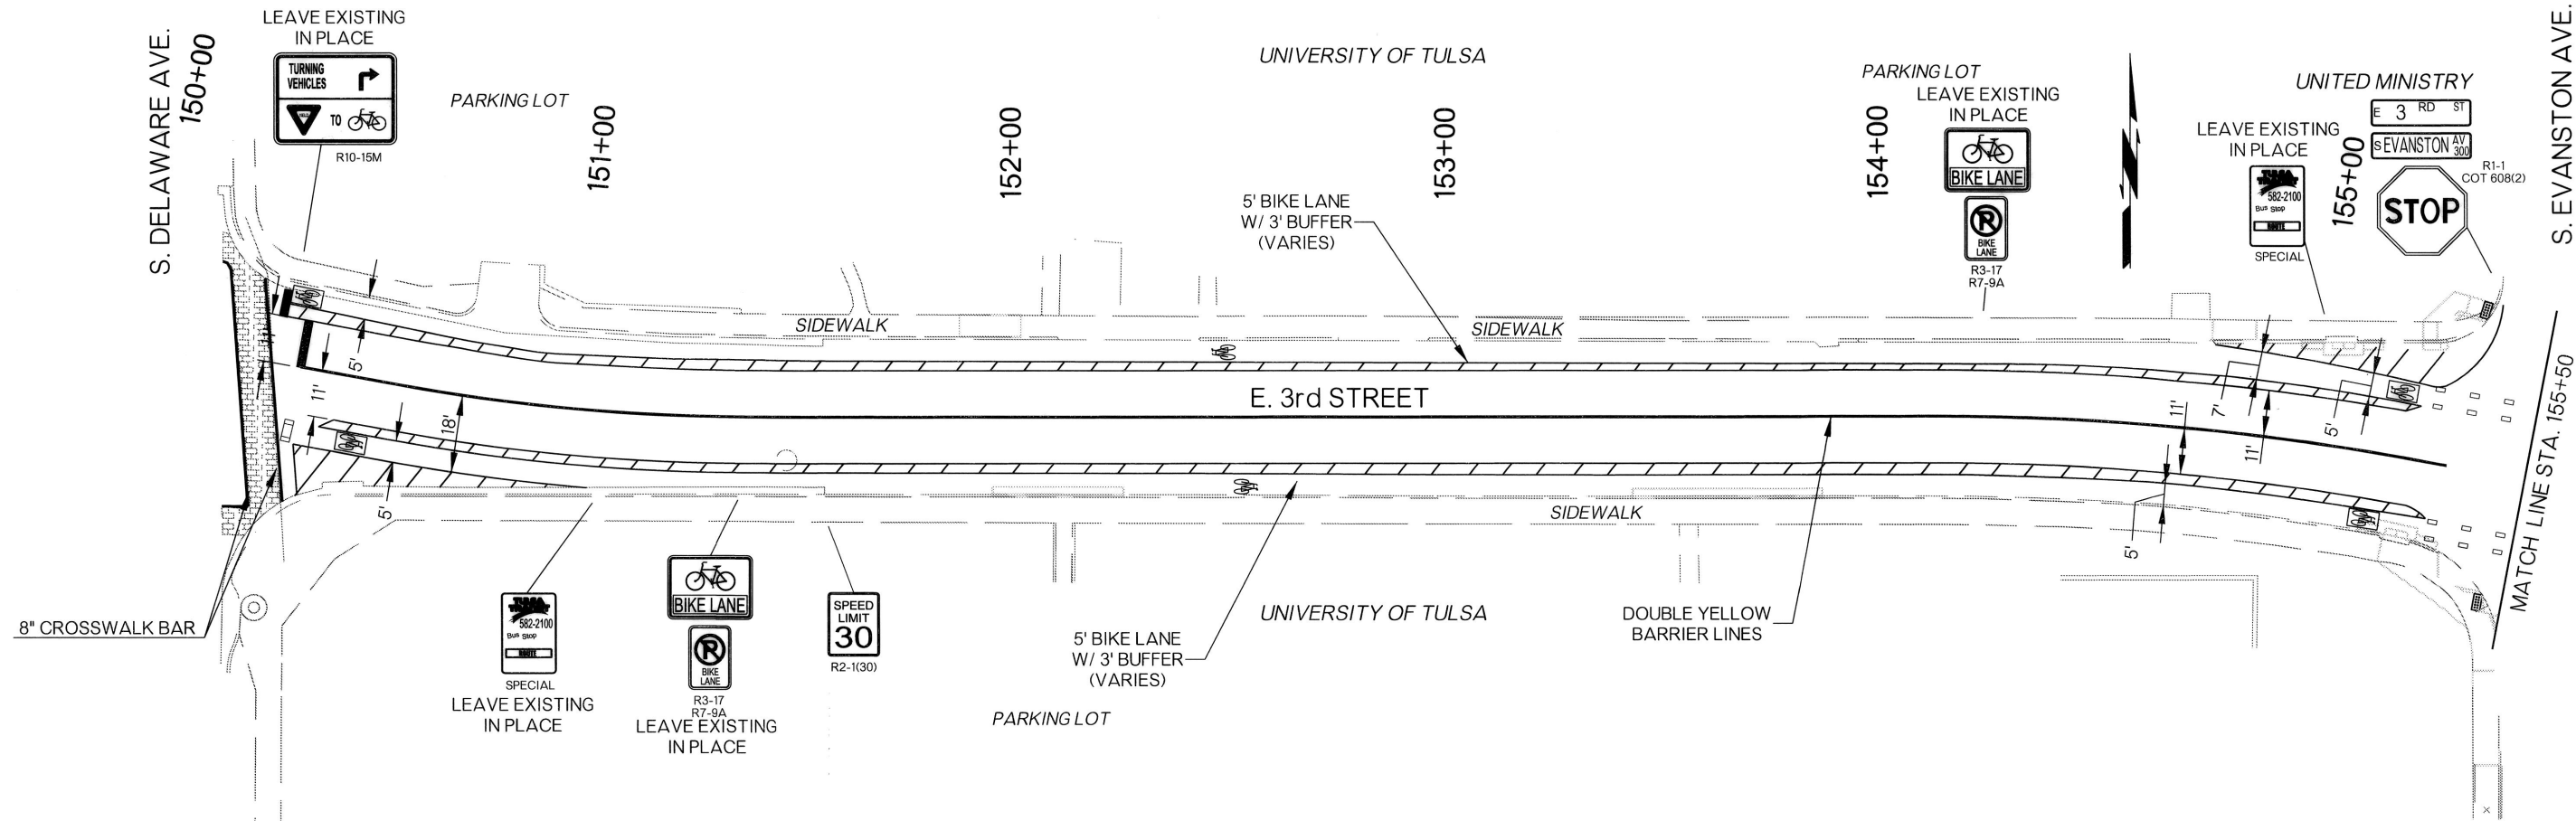 S. DELAWARE AVE.
150+00
LEAVE EXISTING
IN PLACE
TURNING
VEHICLES
YIELD
TO
R10-15M
PARKING LOT
151+00
152+00
UNIVERSITY OF TULSA
153+00
5' BIKE LANE
W/ 3' BUFFER
(VARIES)
154+00
PARKING LOT
LEAVE EXISTING
IN PLACE
BIKE LANE
P
BIKE
LANE
R3-17
R7-9A
UNITED MINISTRY
E 3 RD ST
S EVANSTON AV
300
R1-1
COT 608(2)
STOP
LEAVE EXISTING
IN PLACE
TULSA
TRANSIT
582-2100
Bus Stop
ROUTE
SPECIAL
155+00
S. EVANSTON AVE.
SIDEWALK
SIDEWALK
E. 3rd STREET
5'
11'
18'
5'
7'
5'
11'
11'
5'
SIDEWALK
MATCH LINE STA. 155+50
8" CROSSWALK BAR
TULSA
TRANSIT
582-2100
Bus Stop
ROUTE
SPECIAL
LEAVE EXISTING
IN PLACE
BIKE LANE
P
BIKE
LANE
R3-17
R7-9A
LEAVE EXISTING
IN PLACE
SPEED
LIMIT
30
R2-1(30)
5' BIKE LANE
W/ 3' BUFFER
(VARIES)
PARKING LOT
UNIVERSITY OF TULSA
DOUBLE YELLOW
BARRIER LINES